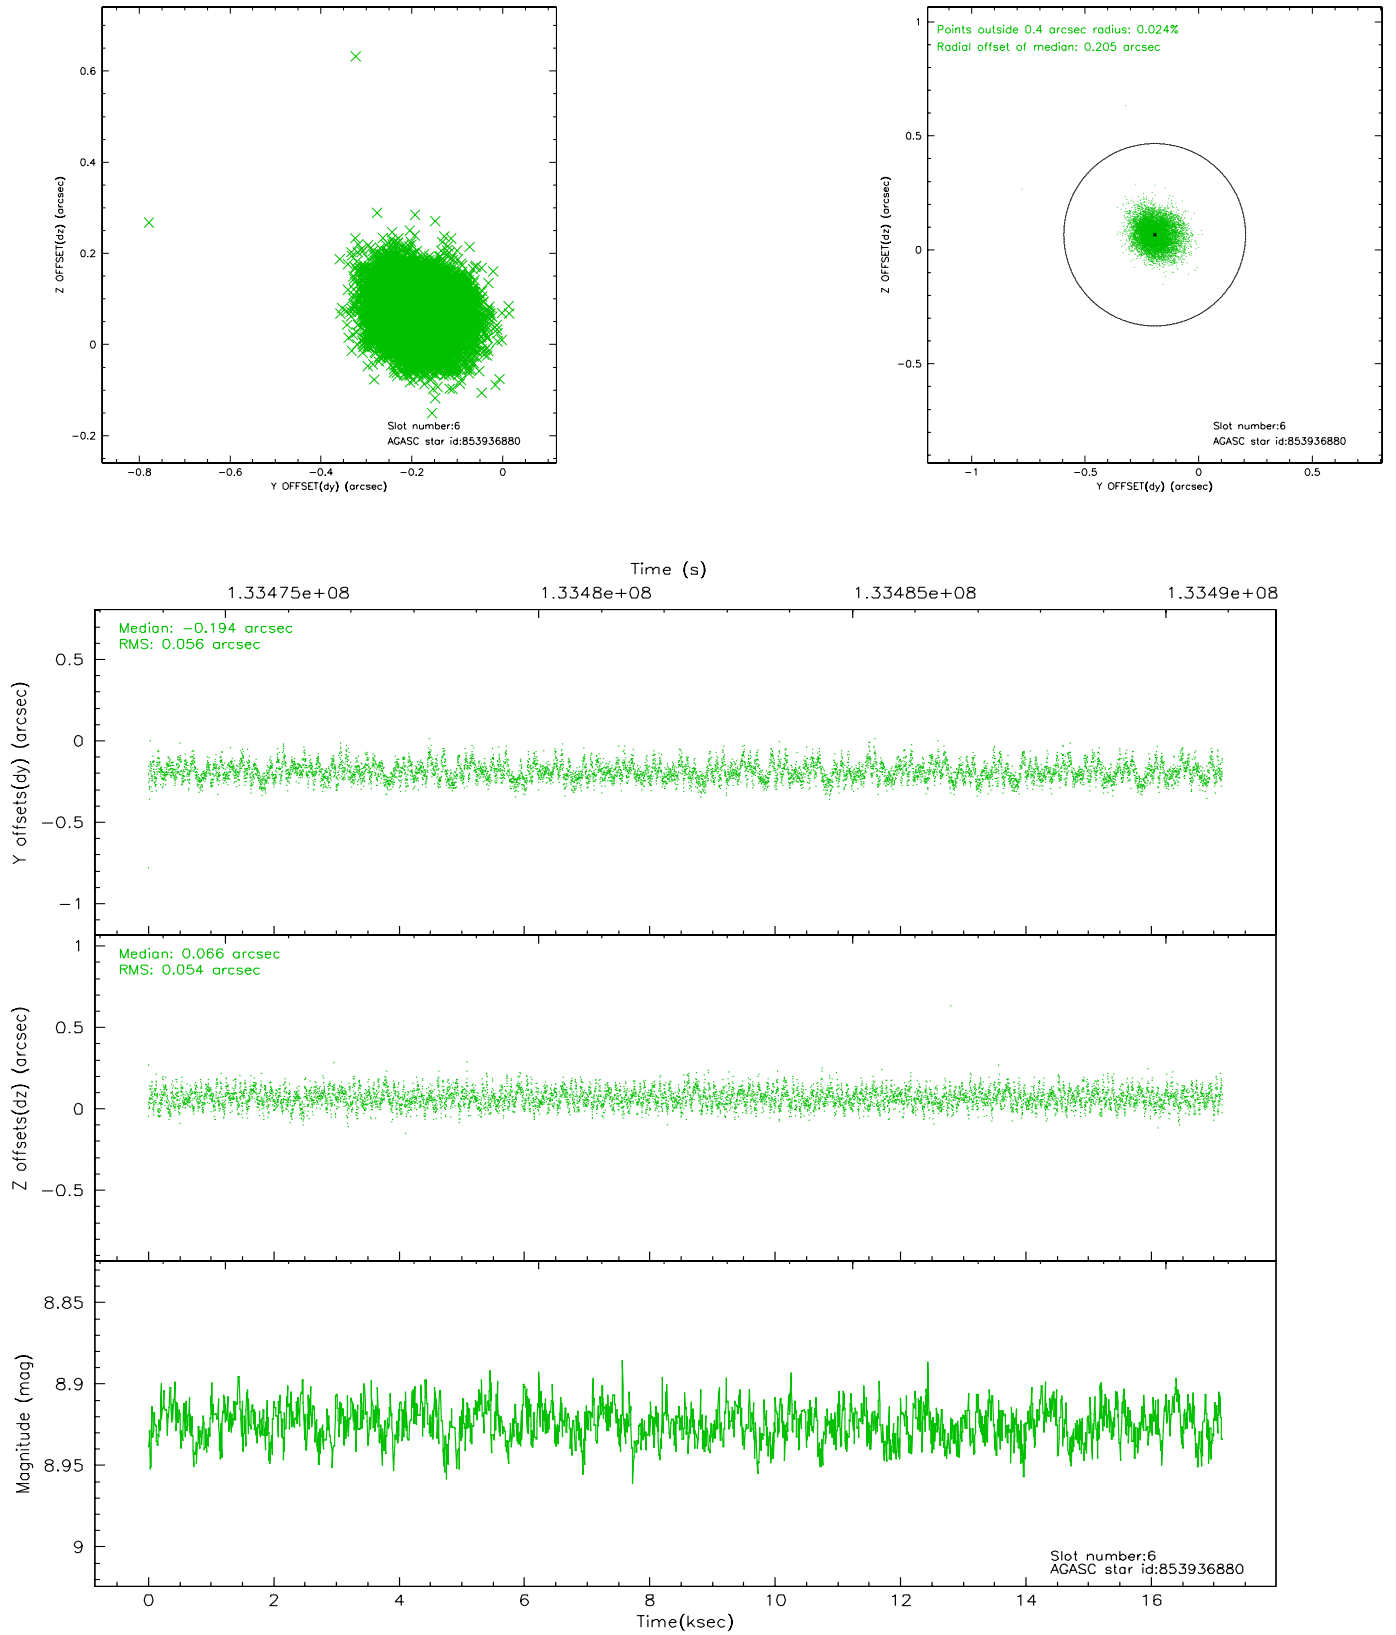 0.6
0.4
0.2
0
−0.2
Z OFFSET(dz) (arcsec)
Slot number:6
AGASC star id:853936880
−0.8 −0.6 −0.4 −0.2 0
Y OFFSET(dy) (arcsec)
Points outside 0.4 arcsec radius: 0.024%
Radial offset of median: 0.205 arcsec
1
0.5
0
−0.5
Z OFFSET(dz) (arcsec)
Slot number:6
AGASC star id:853936880
−1 −0.5 0 0.5
Y OFFSET(dy) (arcsec)
Time (s)
1.33475e+08 1.3348e+08 1.33485e+08 1.3349e+08
Median: −0.194 arcsec
RMS: 0.056 arcsec
0.5
0
−0.5
−1
Y offsets(dy) (arcsec)
Median: 0.066 arcsec
RMS: 0.054 arcsec
1
0.5
0
−0.5
Z offsets(dz) (arcsec)
8.85
8.9
8.95
9
Magnitude (mag)
Slot number:6
AGASC star id:853936880
0 2 4 6 8 10 12 14 16
Time(ksec)